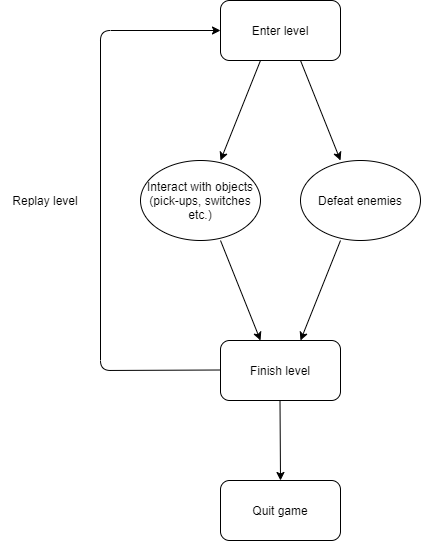 Enter level
Interact with objects
(pick-ups, switches
etc.)
Defeat enemies
Replay level
Finish level
Quit game